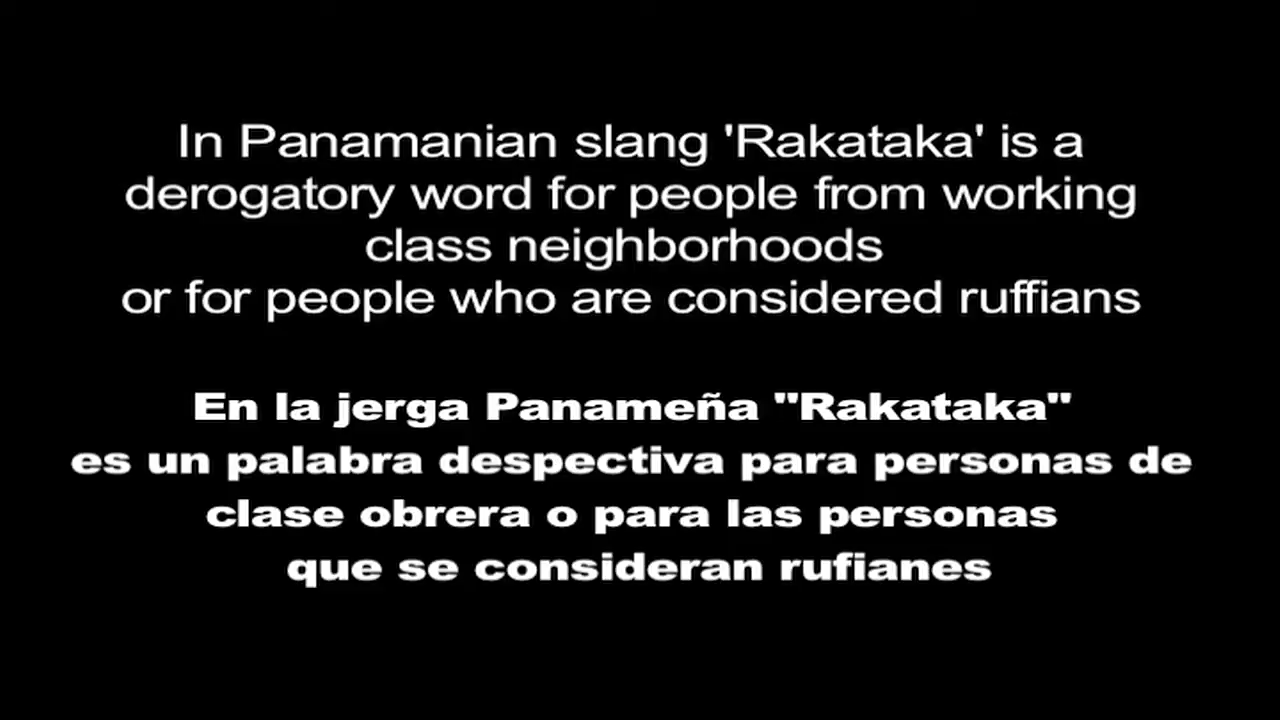 In Panamanian slang 'Rakataka' is a
derogatory word for people from working
class neighborhoods
or for people who are considered ruffians
En la jerga Panameña "Rakataka"
es un palabra despectiva para personas de
clase obrera o para las personas
que se consideran rufianes